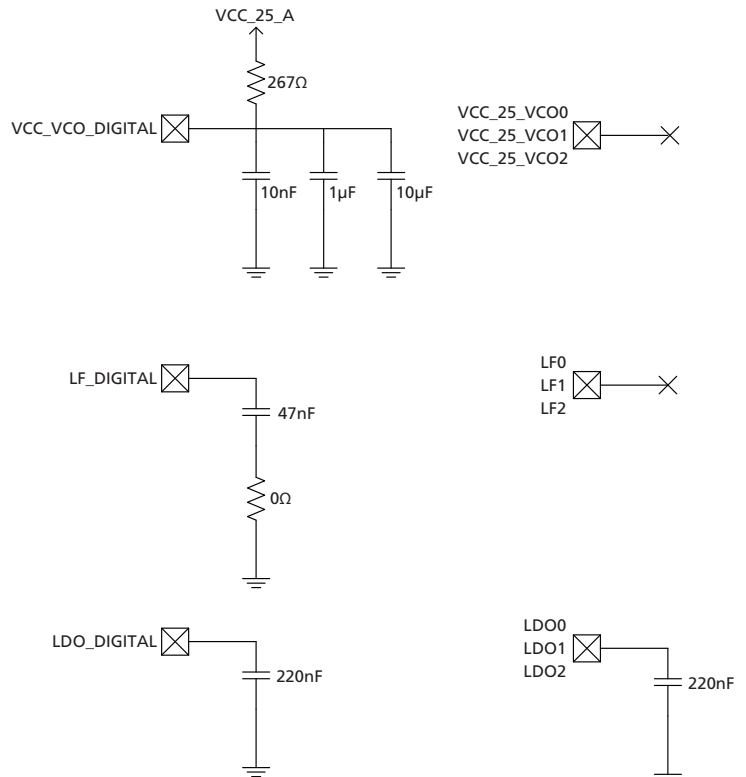 VCC_25_A
267Ω
VCC_VCO_DIGITAL
10nF
1µF
10µF
VCC_25_VCO0
VCC_25_VCO1
VCC_25_VCO2
LF_DIGITAL
47nF
0Ω
LF0
LF1
LF2
LDO_DIGITAL
220nF
LDO0
LDO1
LDO2
220nF